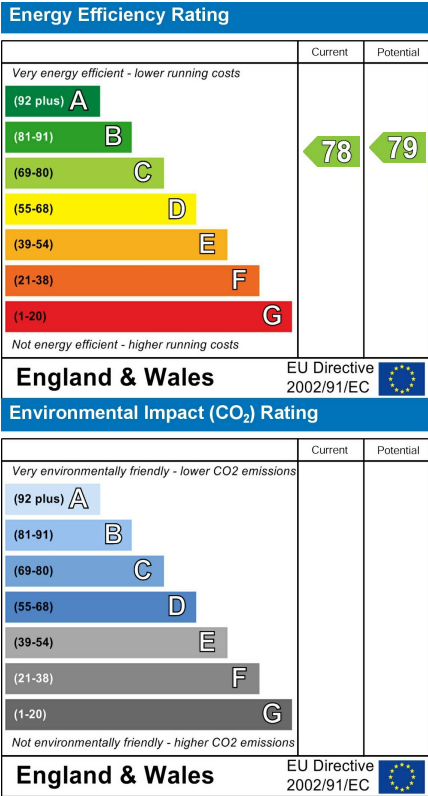 Energy Efficiency Rating
Current Potential
Very energy efficient - lower running costs
(92 plus) A
(81-91) B
(69-80) C
78 79
(55-68) D
(39-54) E
(21-38) F
(1-20) G
Not energy efficient - higher running costs
England & Wales
EU Directive
2002/91/EC
Environmental Impact (CO₂) Rating
Current Potential
Very environmentally friendly - lower CO2 emissions
(92 plus) A
(81-91) B
(69-80) C
(55-68) D
(39-54) E
(21-38) F
(1-20) G
Not environmentally friendly - higher CO2 emissions
England & Wales
EU Directive
2002/91/EC